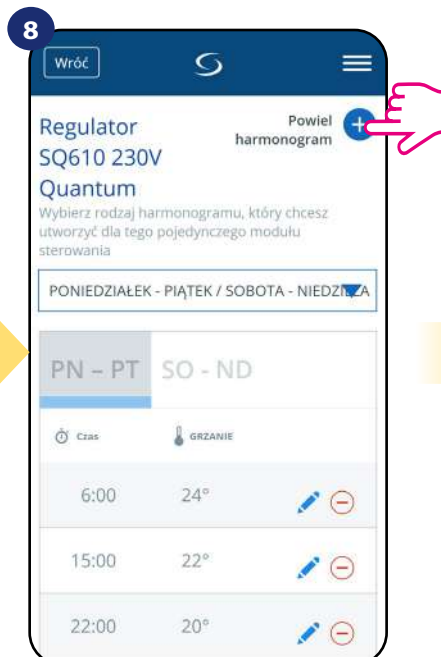 8
Wróć
Regulator
SQ610 230V
Quantum
Powiel
harmonogram
Wybierz rodzaj harmonogramu, który chcesz
utworzyć dla tego pojedynczego modułu
sterowania
PONIEDZIAŁEK - PIĄTEK / SOBOTA - NIEDZIELA
PN – PT SO - ND
Czas GRZANIE
6:00 24°
15:00 22°
22:00 20°